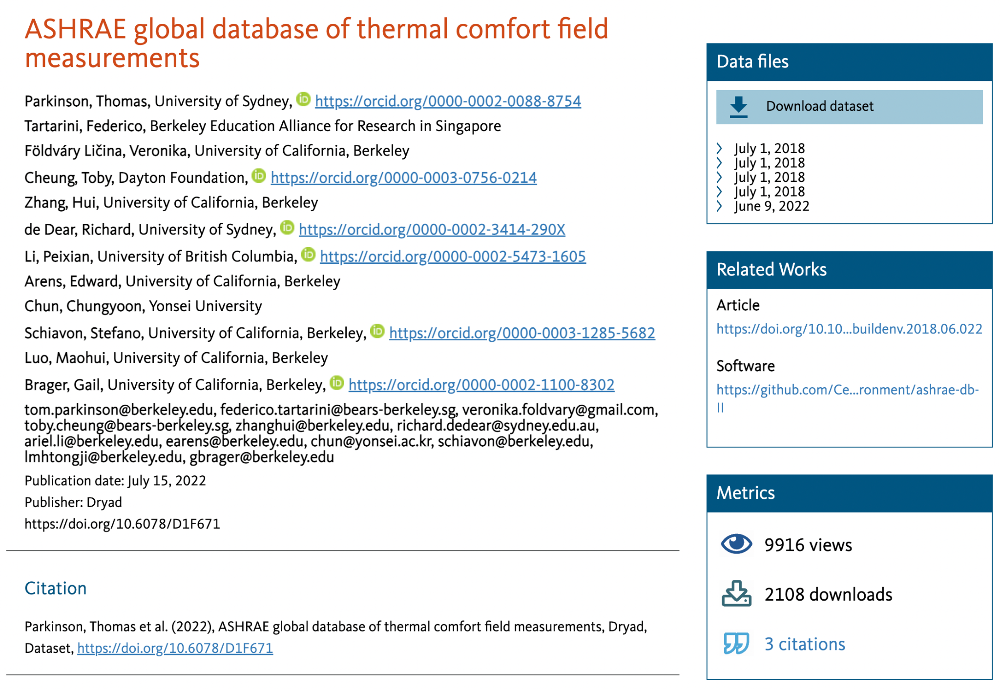 ASHRAE global database of thermal comfort field
measurements
Parkinson, Thomas, University of Sydney, iD https://orcid.org/0000-0002-0088-8754
Tartarini, Federico, Berkeley Education Alliance for Research in Singapore
Földváry Ličina, Veronika, University of California, Berkeley
Cheung, Toby, Dayton Foundation, iD https://orcid.org/0000-0003-0756-0214
Zhang, Hui, University of California, Berkeley
de Dear, Richard, University of Sydney, iD https://orcid.org/0000-0002-3414-290X
Li, Peixian, University of British Columbia, iD https://orcid.org/0000-0002-5473-1605
Arens, Edward, University of California, Berkeley
Chun, Chungyoon, Yonsei University
Schiavon, Stefano, University of California, Berkeley, iD https://orcid.org/0000-0003-1285-5682
Luo, Maohui, University of California, Berkeley
Brager, Gail, University of California, Berkeley, iD https://orcid.org/0000-0002-1100-8302
tom.parkinson@berkeley.edu, federico.tartarini@bears-berkeley.sg, veronika.foldvary@gmail.com,
toby.cheung@bears-berkeley.sg, zhanghui@berkeley.edu, richard.dedear@sydney.edu.au,
ariel.li@berkeley.edu, earens@berkeley.edu, chun@yonsei.ac.kr, schiavon@berkeley.edu,
lmhtongji@berkeley.edu, gbrager@berkeley.edu
Publication date: July 15, 2022
Publisher: Dryad
https://doi.org/10.6078/D1F671
Citation
Parkinson, Thomas et al. (2022), ASHRAE global database of thermal comfort field measurements, Dryad,
Dataset, https://doi.org/10.6078/D1F671
Data files
Download dataset
July 1, 2018
July 1, 2018
July 1, 2018
July 1, 2018
June 9, 2022
Related Works
Article
https://doi.org/10.10...buildenv.2018.06.022
Software
https://github.com/Ce...ronment/ashrae-db-
II
Metrics
9916 views
2108 downloads
3 citations